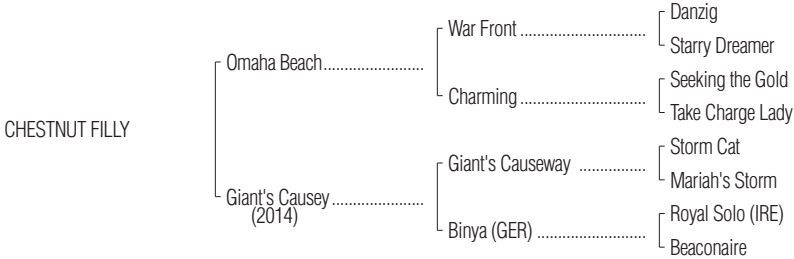 Danzig
War Front ..............................
Starry Dreamer
Omaha Beach........................
Seeking the Gold
Charming ..............................
Take Charge Lady
CHESTNUT FILLY
Storm Cat
Giant's Causeway ................
Mariah's Storm
Giant's Causey ......................
(2014)
Royal Solo (IRE)
Binya (GER) ..........................
Beaconaire